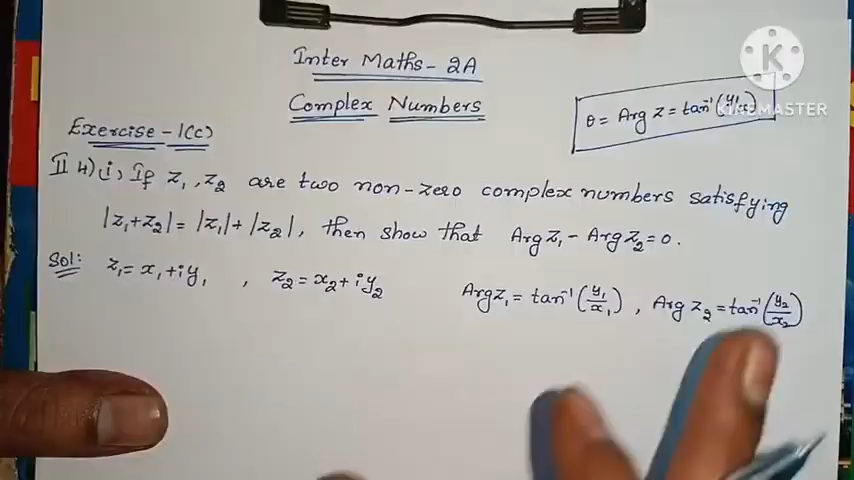 Inter Maths - 2A
Complex Numbers
K
KINEMASTER
θ = Arg z = tan⁻¹(y/x)
Exercise - 1(c)
II 4) (i) If z₁, z₂ are two non-zero complex numbers satisfying
|z₁+z₂| = |z₁|+|z₂|, then show that Arg z₁ - Arg z₂ = 0.
Sol: z₁ = x₁+iy₁ , z₂ = x₂+iy₂ Arg z₁ = tan⁻¹(y₁/x₁) , Arg z₂ = tan⁻¹(y₂/x₂)